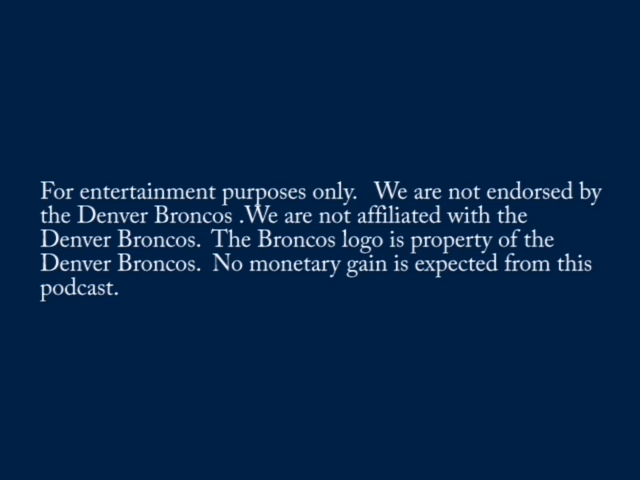 For entertainment purposes only.   We are not endorsed by
the Denver Broncos .We are not affiliated with the
Denver Broncos.  The Broncos logo is property of the
Denver Broncos.  No monetary gain is expected from this
podcast.